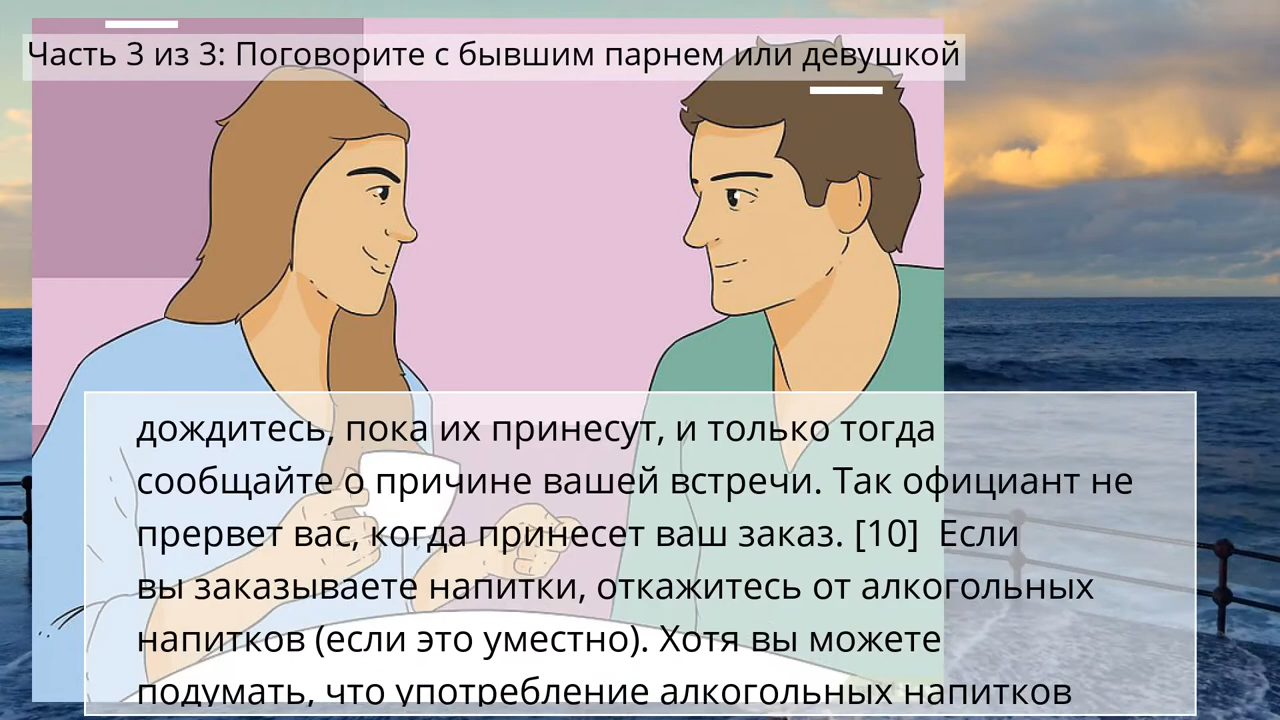 Часть 3 из 3: Поговорите с бывшим парнем или девушкой
дождитесь, пока их принесут, и только тогда
сообщайте о причине вашей встречи. Так официант не
прервет вас, когда принесет ваш заказ. [10]  Если
вы заказываете напитки, откажитесь от алкогольных
напитков (если это уместно). Хотя вы можете
подумать, что употребление алкогольных напитков